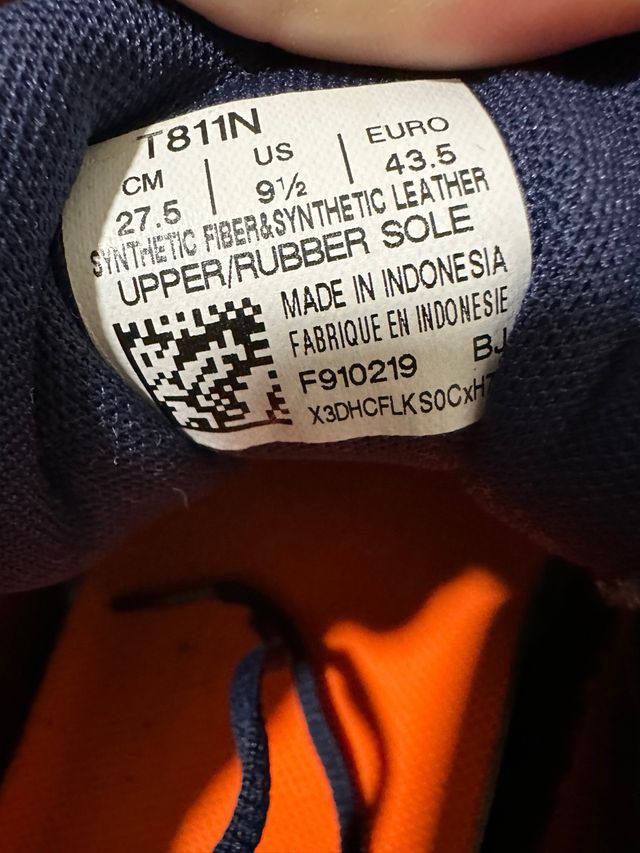 T811N
CM | US | EURO
27.5 | 9½ | 43.5
SYNTHETIC FIBER&SYNTHETIC LEATHER
UPPER/RUBBER SOLE
MADE IN INDONESIA
FABRIQUE EN INDONESIE
F910219 BJ
X3DHCFLKS0CxH7